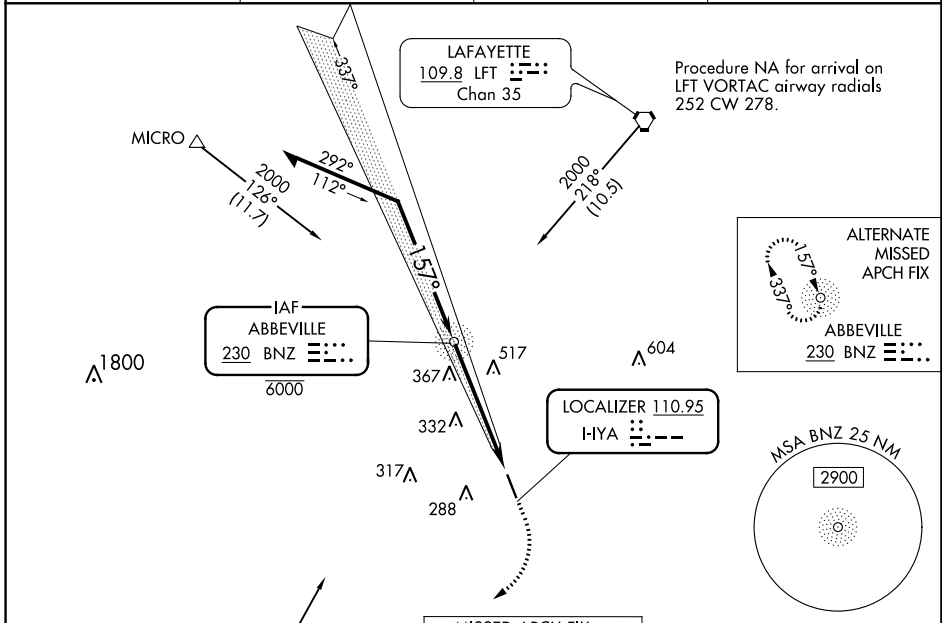 LAFAYETTE
109.8 LFT
Chan 35
Procedure NA for arrival on
LFT VORTAC airway radials
252 CW 278.
337°
MICRO
2000
126°
(11.7)
292°
112°
2000
218°
(10.5)
157°
ALTERNATE
MISSED
APCH FIX
157°
337°
ABBEVILLE
230 BNZ
IAF
ABBEVILLE
230 BNZ
6000
1800
517
367
604
332
LOCALIZER 110.95
I-IYA
317
288
MSA BNZ 25 NM
2900
MISSED APCH FIX